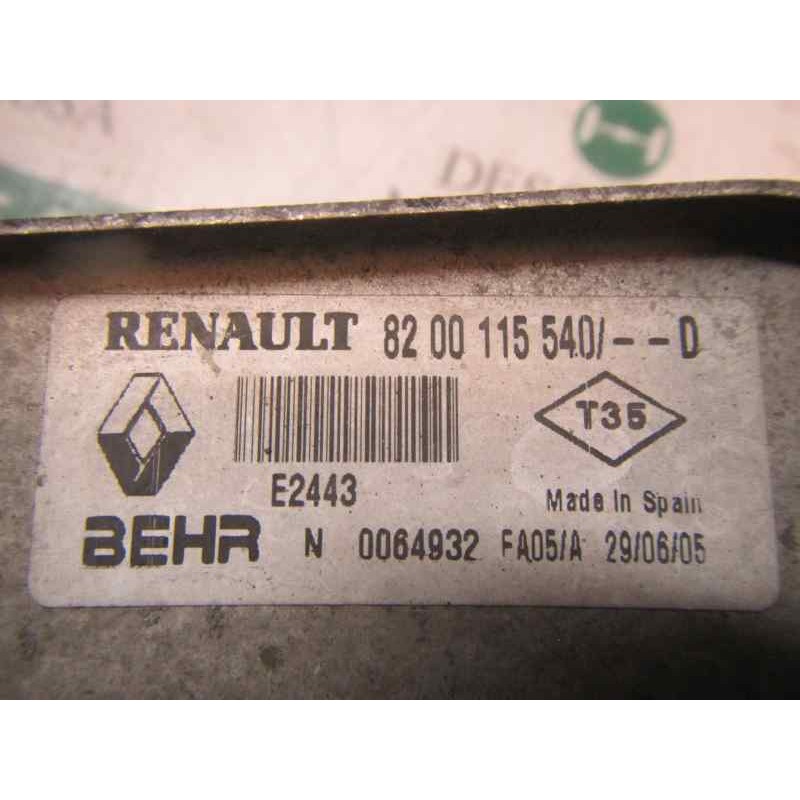 RENAULT 82 00 115 540/--D
T35
E2443
Made In Spain
BEHR N 0064932 FA05/A 29/06/05